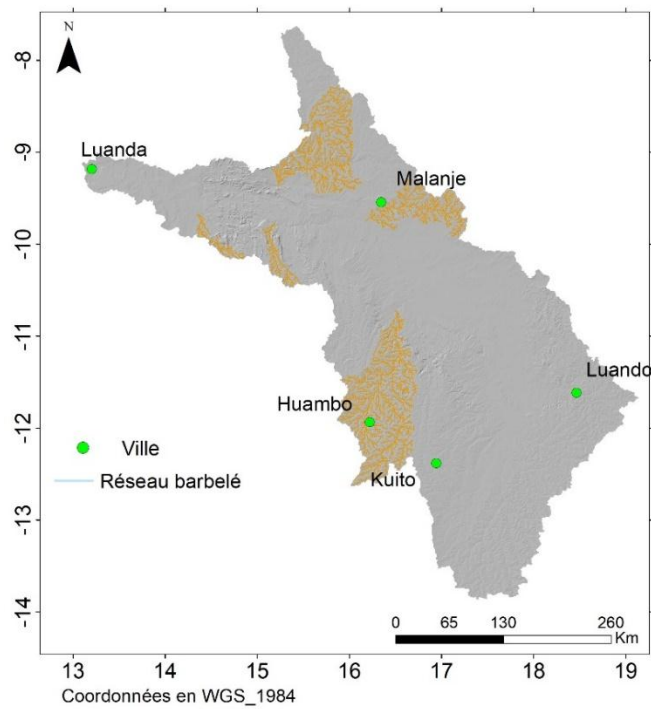 N
-8
-9
-10
-11
-12
-13
-14
Luanda
Malanje
Luando
Huambo
Kuito
Ville
Réseau barbelé
0 65 130 260
Km
13 14 15 16 17 18 19
Coordonnées en WGS_1984